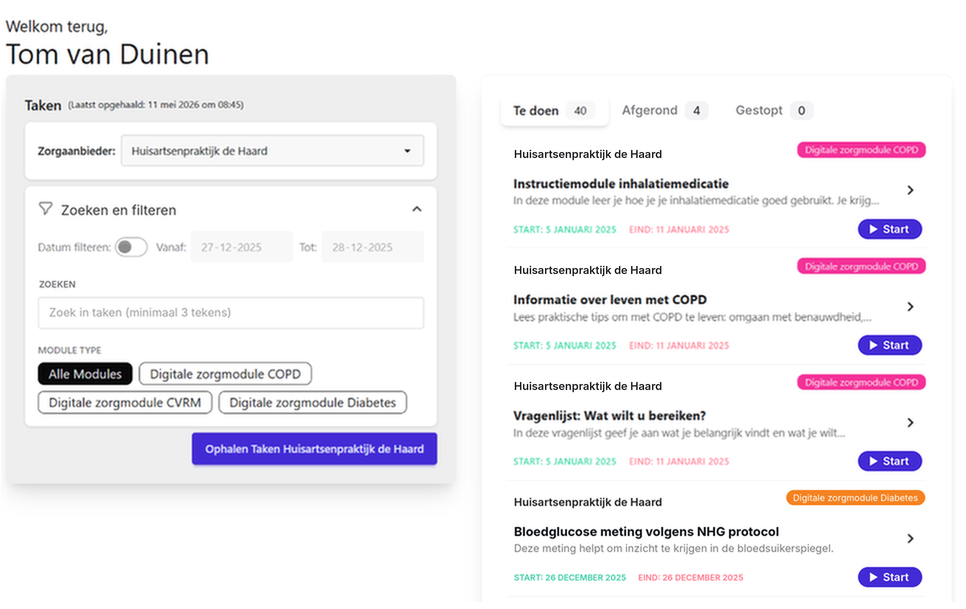 Welkom terug,
Tom van Duinen
Taken (Laatst opgehaald: 11 mei 2026 om 08:45)
Zorgaanbieder: Huisartsenpraktijk de Haard
Zoeken en filteren
Datum filteren: Vanaf: 27-12-2025 Tot: 28-12-2025
ZOEKEN
Zoek in taken (minimaal 3 tekens)
MODULE TYPE
Alle Modules Digitale zorgmodule COPD
Digitale zorgmodule CVRM Digitale zorgmodule Diabetes
Ophalen Taken Huisartsenpraktijk de Haard
Te doen 40 Afgerond 4 Gestopt 0
Huisartsenpraktijk de Haard Digitale zorgmodule COPD
Instructiemodule inhalatiemedicatie
In deze module leer je hoe je je inhalatiemedicatie goed gebruikt. Je krijg...
START: 5 JANUARI 2025 EIND: 11 JANUARI 2025 Start
Huisartsenpraktijk de Haard Digitale zorgmodule COPD
Informatie over leven met COPD
Lees praktische tips om met COPD te leven: omgaan met benauwdheid,...
START: 5 JANUARI 2025 EIND: 11 JANUARI 2025 Start
Huisartsenpraktijk de Haard Digitale zorgmodule COPD
Vragenlijst: Wat wilt u bereiken?
In deze vragenlijst geef je aan wat je belangrijk vindt en wat je wilt...
START: 5 JANUARI 2025 EIND: 11 JANUARI 2025 Start
Huisartsenpraktijk de Haard Digitale zorgmodule Diabetes
Bloedglucose meting volgens NHG protocol
Deze meting helpt om inzicht te krijgen in de bloedsuikerspiegel.
START: 26 DECEMBER 2025 EIND: 26 DECEMBER 2025 Start